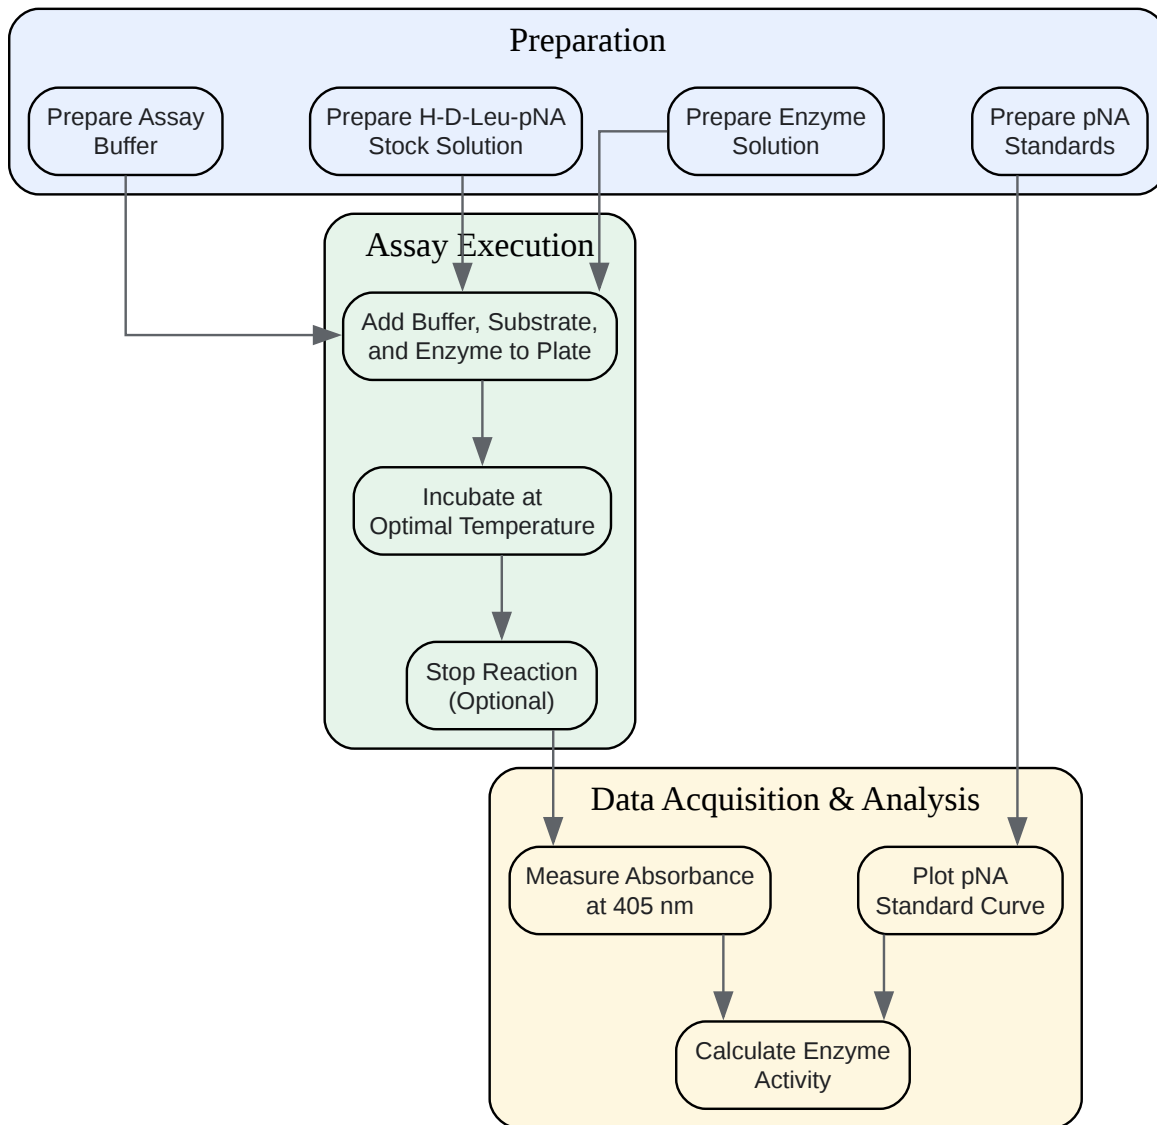 Preparation
Prepare Assay
Buffer
Prepare H-D-Leu-pNA
Stock Solution
Prepare Enzyme
Solution
Prepare pNA
Standards
Assay Execution
Add Buffer, Substrate,
and Enzyme to Plate
Incubate at
Optimal Temperature
Stop Reaction
(Optional)
Data Acquisition & Analysis
Measure Absorbance
at 405 nm
Plot pNA
Standard Curve
Calculate Enzyme
Activity